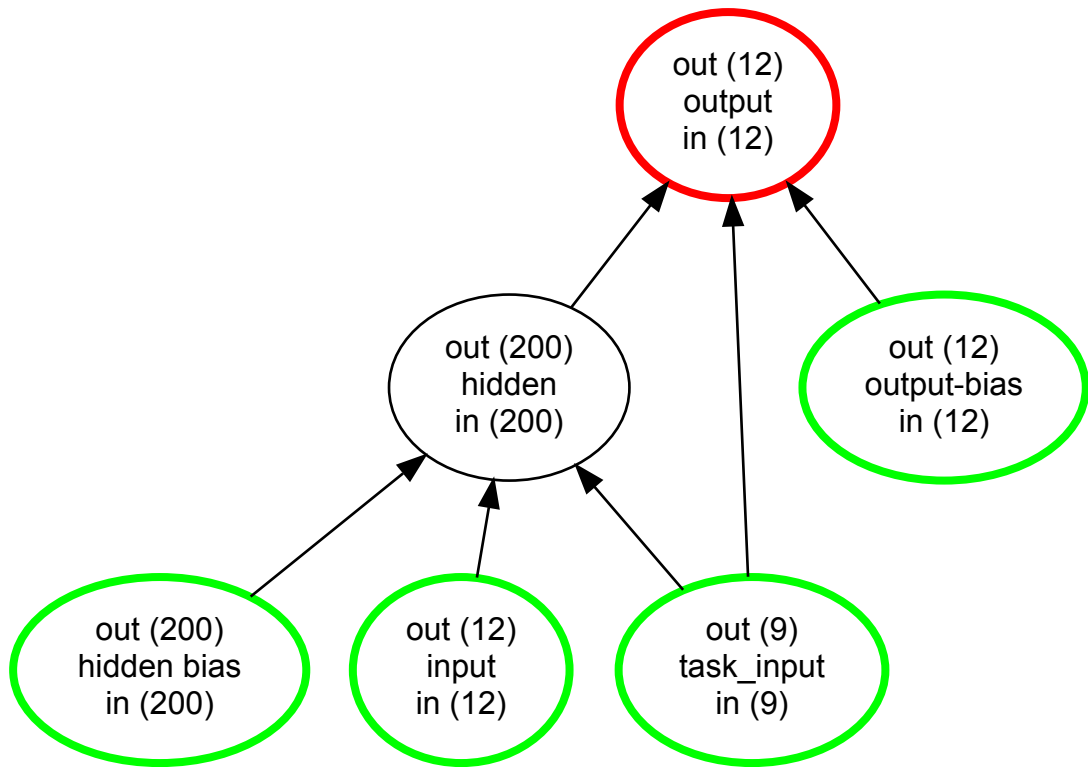 out (12)
output
in (12)
out (200)
hidden
in (200)
out (12)
output-bias
in (12)
out (200)
hidden bias
in (200)
out (12)
input
in (12)
out (9)
task_input
in (9)